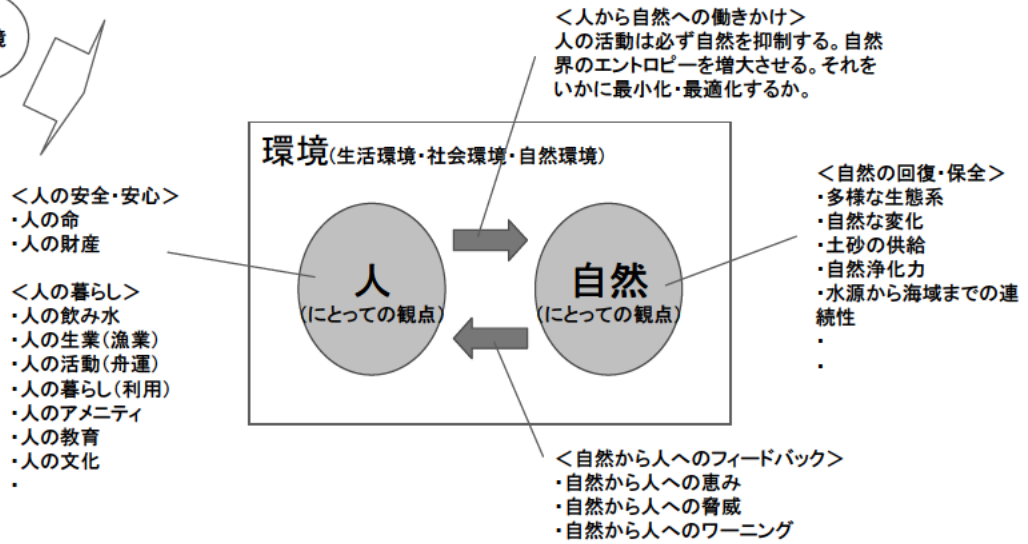 境
＜人から自然への働きかけ＞
人の活動は必ず自然を抑制する。自然
界のエントロピーを増大させる。それを
いかに最小化・最適化するか。
環境(生活環境・社会環境・自然環境)
＜人の安全・安心＞
・人の命
・人の財産
＜人の暮らし＞
・人の飲み水
・人の生業(漁業)
・人の活動(舟運)
・人の暮らし(利用)
・人のアメニティ
・人の教育
・人の文化
・
人
(にとっての観点)
自然
(にとっての観点)
＜自然の回復・保全＞
・多様な生態系
・自然な変化
・土砂の供給
・自然浄化力
・水源から海域までの連
続性
・
・
＜自然から人へのフィードバック＞
・自然から人への恵み
・自然から人への脅威
・自然から人へのワーニング